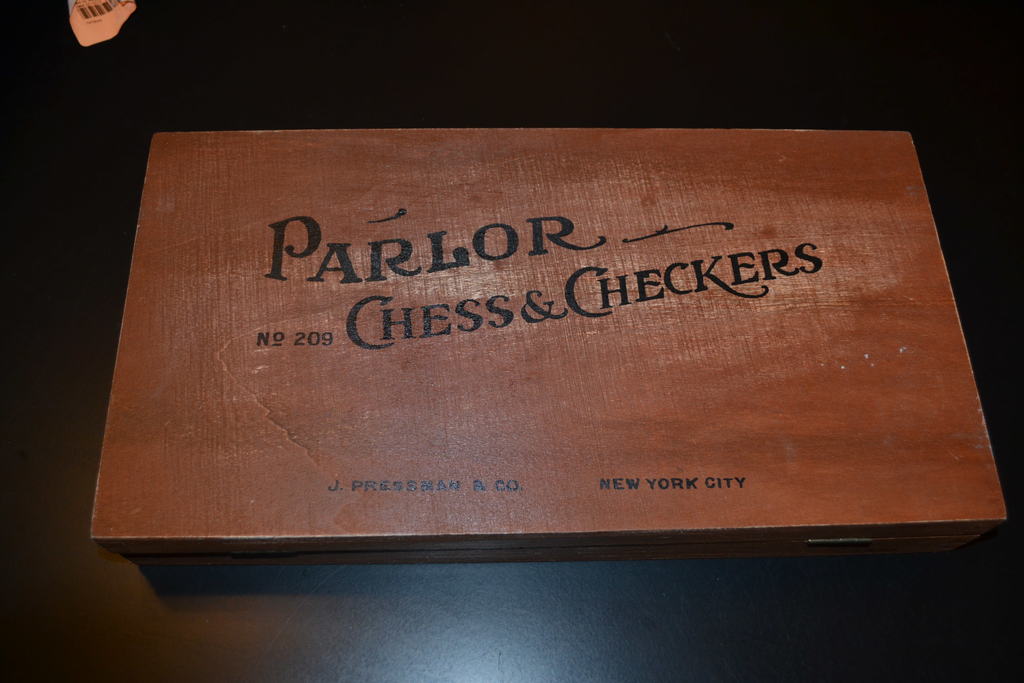 PARLOR
CHESS & CHECKERS
No 209
J. PRESSMAN & CO. NEW YORK CITY